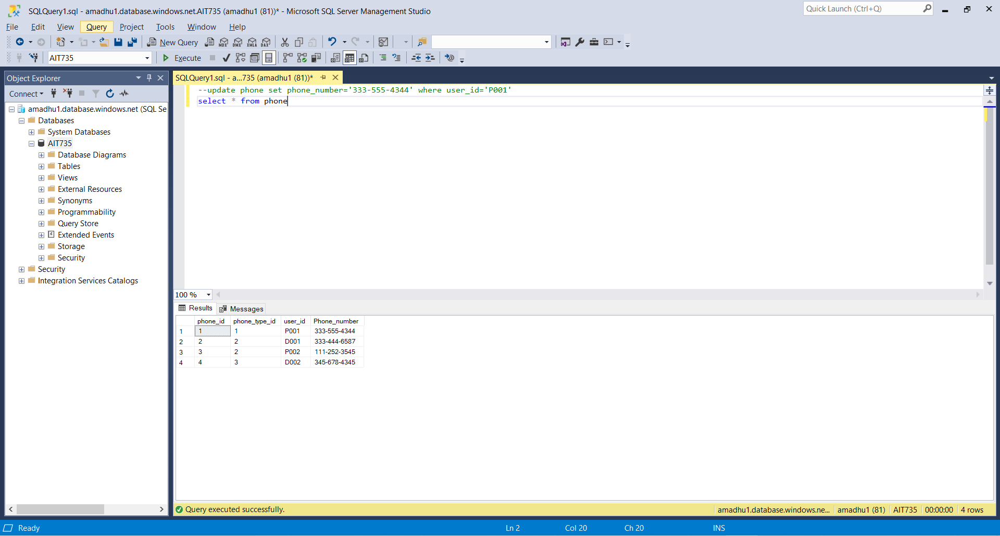 SQLQuery1.sql - amadhu1.database.windows.net.AIT735 (amadhu1 (81))* - Microsoft SQL Server Management Studio
Quick Launch (Ctrl+Q)
File Edit View Query Project Tools Window Help
New Query
MDX DMX XMLA DAX
AIT735
Execute
Object Explorer
SQLQuery1.sql - a...735 (amadhu1 (81))*
Connect
amadhu1.database.windows.net (SQL Se
Databases
System Databases
AIT735
Database Diagrams
Tables
Views
External Resources
Synonyms
Programmability
Query Store
Extended Events
Storage
Security
Security
Integration Services Catalogs
--update phone set phone_number='333-555-4344' where user_id='P001'
select * from phone
100 %
Results Messages
phone_id phone_type_id user_id Phone_number
1 1 1 P001 333-555-4344
2 2 2 D001 333-444-6587
3 3 2 P002 111-252-3545
4 4 3 D002 345-678-4345
Query executed successfully.
amadhu1.database.windows.ne... amadhu1 (81) AIT735 00:00:00 4 rows
Ready Ln 2 Col 20 Ch 20 INS